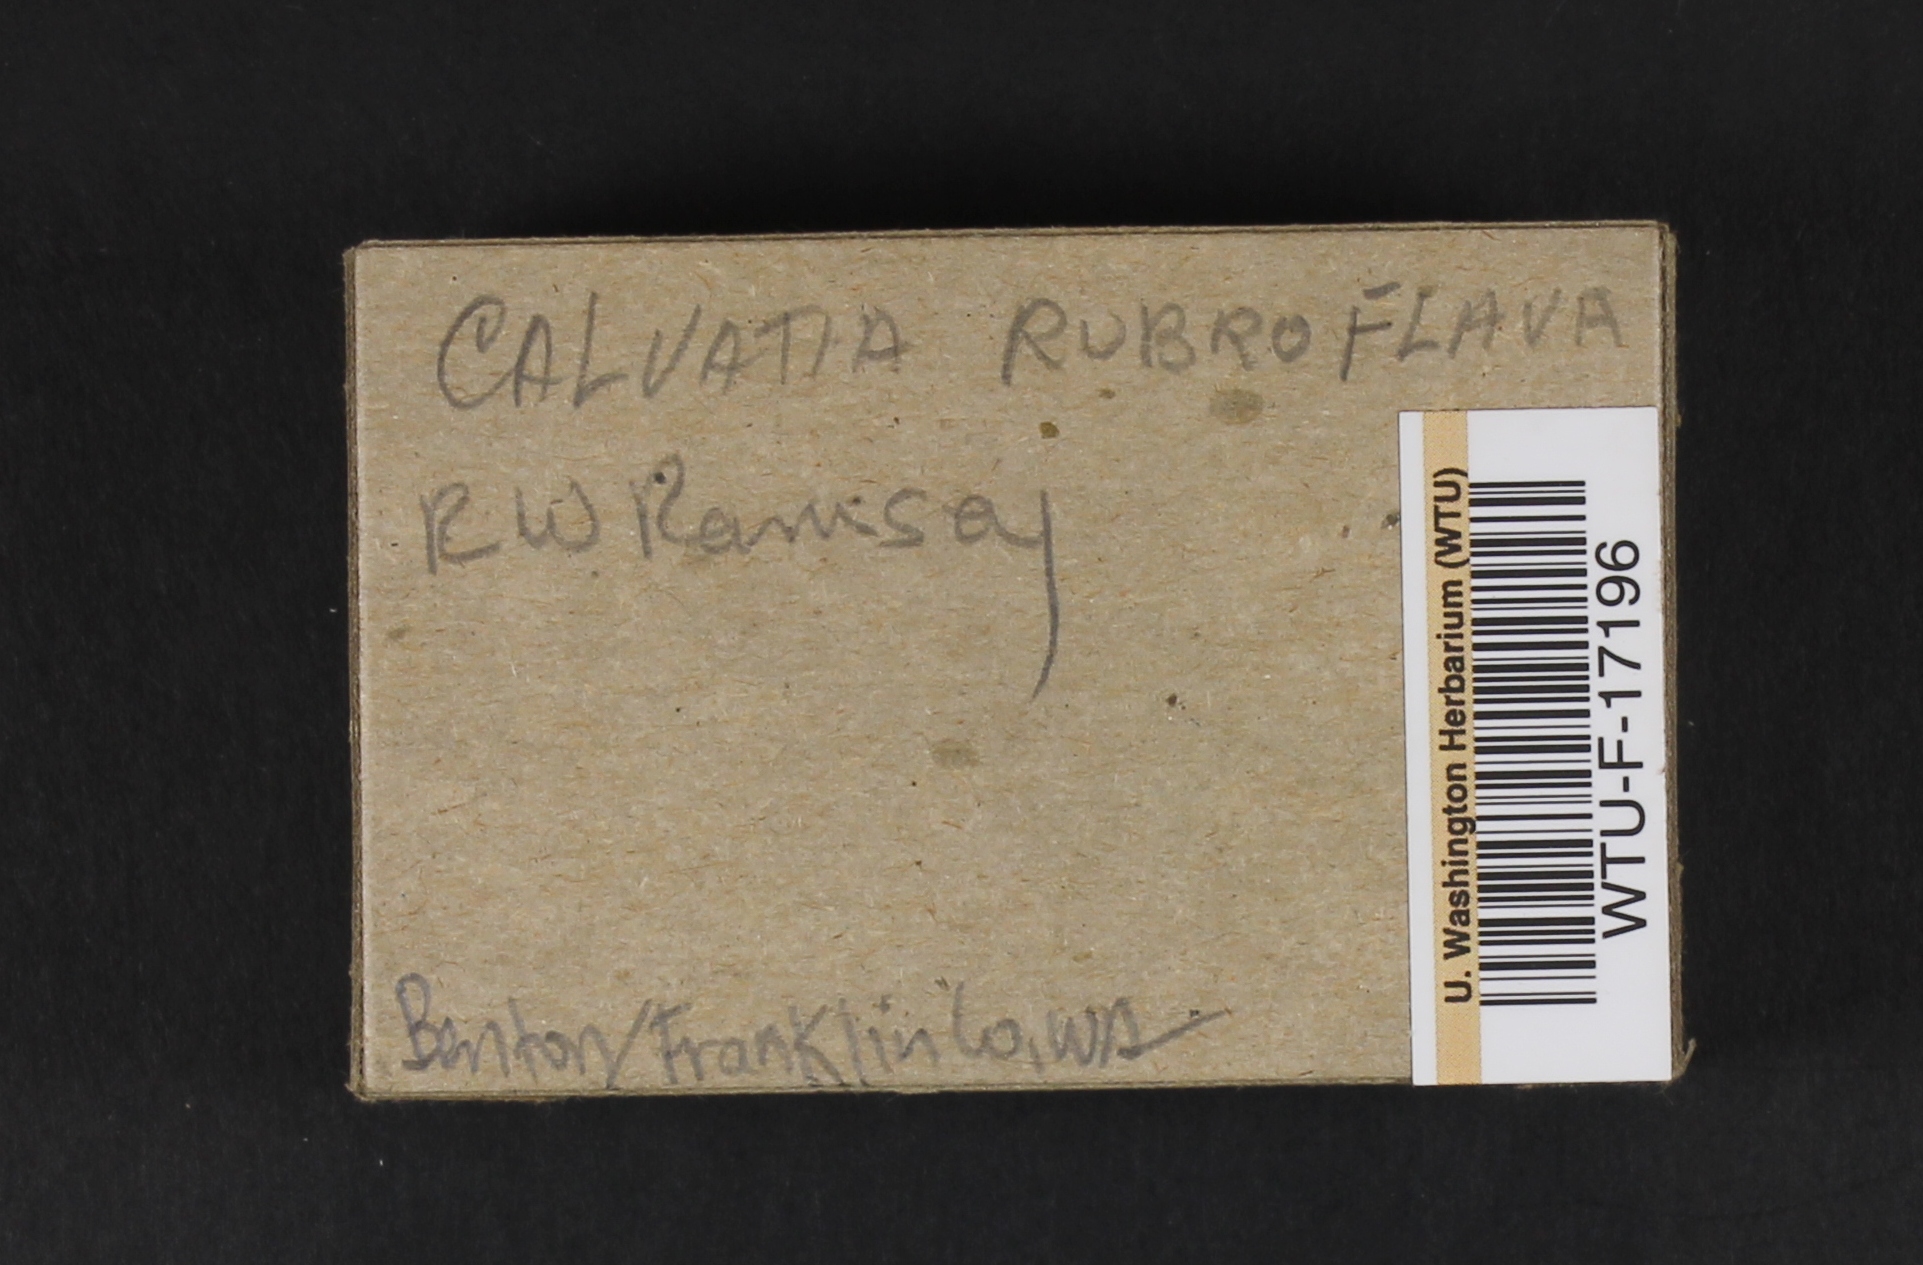 CALVATIA RUBROFLAVA
RW Ramsay
Benton/Franklin Co, WA
U. Washington Herbarium (WTU)
WTU-F-17196